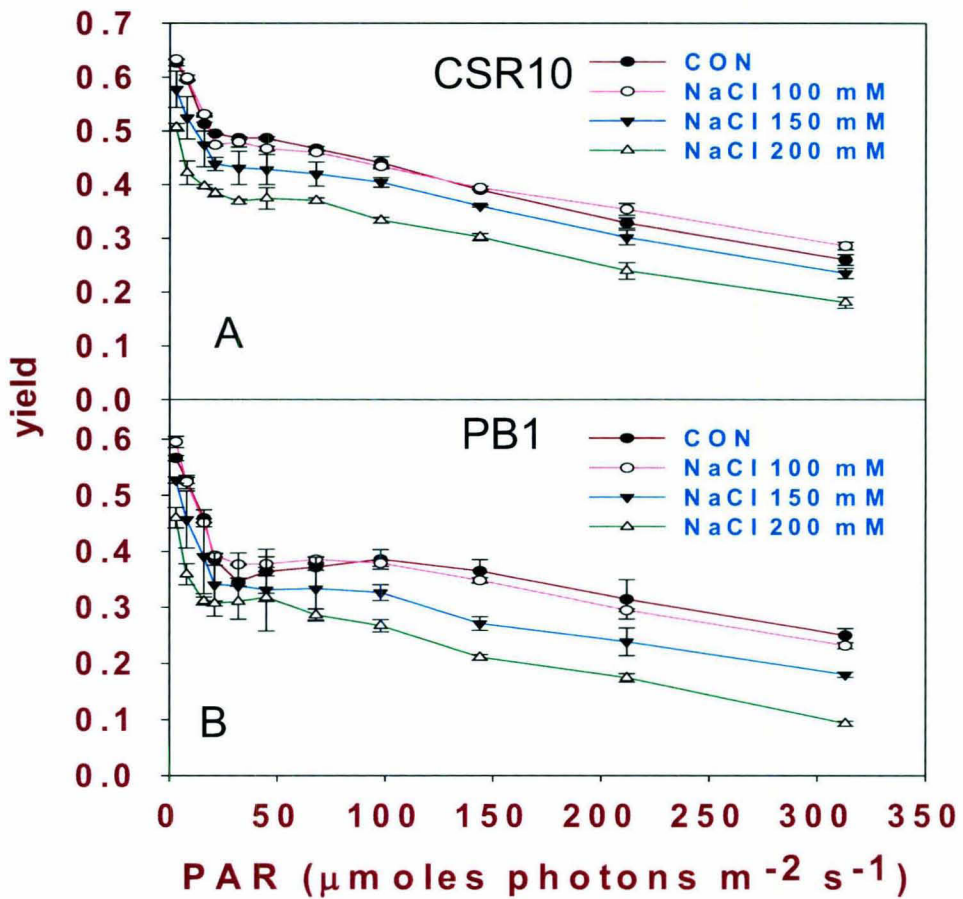 0.7
0.6
0.5
0.4
0.3
0.2
0.1
0.0
CSR10
CON
NaCl 100 mM
NaCl 150 mM
NaCl 200 mM
A
yield
0.6
0.5
0.4
0.3
0.2
0.1
0.0
PB1
CON
NaCl 100 mM
NaCl 150 mM
NaCl 200 mM
B
0 50 100 150 200 250 300 350
PAR (μmoles photons m⁻² s⁻¹)